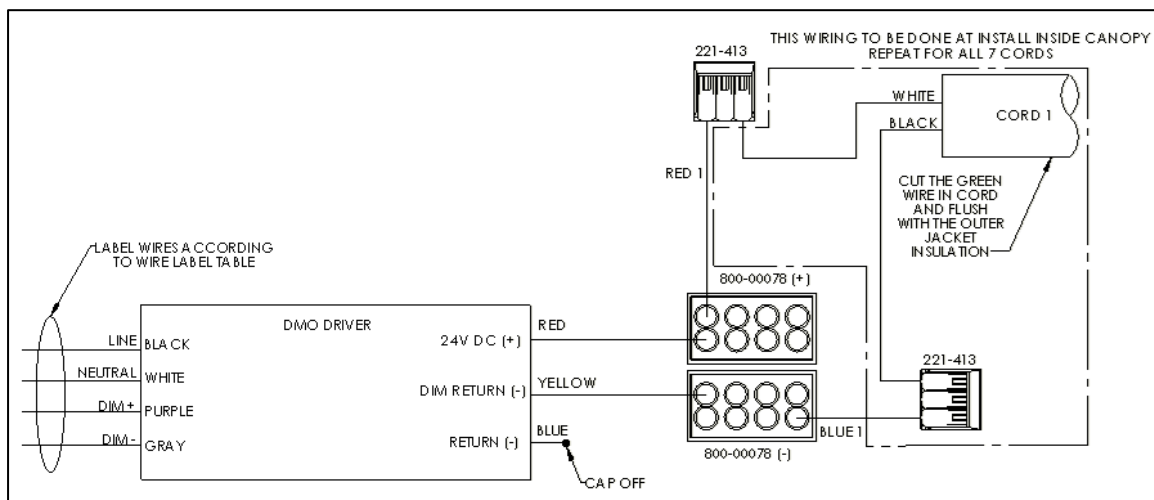 THIS WIRING TO BE DONE AT INSTALL INSIDE CANOPY
REPEAT FOR ALL 7 CORDS
221-413
WHITE
BLACK
CORD 1
RED 1
CUT THE GREEN
WIRE IN CORD
AND FLUSH
WITH THE OUTER
JACKET
INSULATION
LABEL WIRES ACCORDING
TO WIRE LABEL TABLE
800-00078 (+)
DMO DRIVER
RED
24V DC (+)
LINE
BLACK
221-413
NEUTRAL
WHITE
YELLOW
DIM RETURN (-)
DIM+
PURPLE
BLUE
BLUE 1
DIM-
GRAY
RETURN (-)
800-00078 (-)
CAP OFF